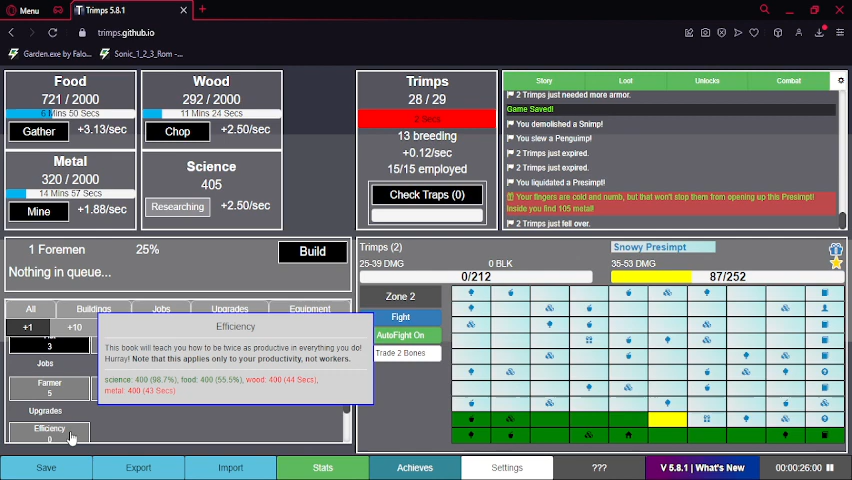 Menu
Trimps 5.8.1
trimps.github.io
Garden.exe by Falo...
Sonic_1_2_3_Rom -...
Food
721 / 2000
6 Mins 50 Secs
Gather
+3.13/sec
Wood
292 / 2000
11 Mins 24 Secs
Chop
+2.50/sec
Metal
320 / 2000
14 Mins 57 Secs
Mine
+1.88/sec
Science
405
Researching
+2.50/sec
Trimps
28 / 29
2 Secs
13 breeding
+0.12/sec
15/15 employed
Check Traps (0)
Story
Loot
Unlocks
Combat
2 Trimps just needed more armor.
Game Saved!
You demolished a Snimp!
You slew a Penguimp!
2 Trimps just expired.
2 Trimps just expired.
You liquidated a Presimpt!
Your fingers are cold and numb, but that won't stop them from opening up this Presimpt!
Inside you find 105 metal!
2 Trimps just fell over.
1 Foremen
25%
Build
Nothing in queue...
All
Buildings
Jobs
Upgrades
Equipment
+1
+10
3
Jobs
Farmer
5
Upgrades
Efficiency
0
Efficiency
This book will teach you how to be twice as productive in everything you do!
Hurray! Note that this applies only to your productivity, not workers.
science: 400 (98.7%), food: 400 (55.5%), wood: 400 (44 Secs),
metal: 400 (43 Secs)
Trimps (2)
25-39 DMG
0 BLK
0/212
Snowy Presimpt
35-53 DMG
87/252
Zone 2
Fight
AutoFight On
Trade 2 Bones
Save
Export
Import
Stats
Achieves
Settings
???
V 5.8.1 | What's New
00:00:26:00